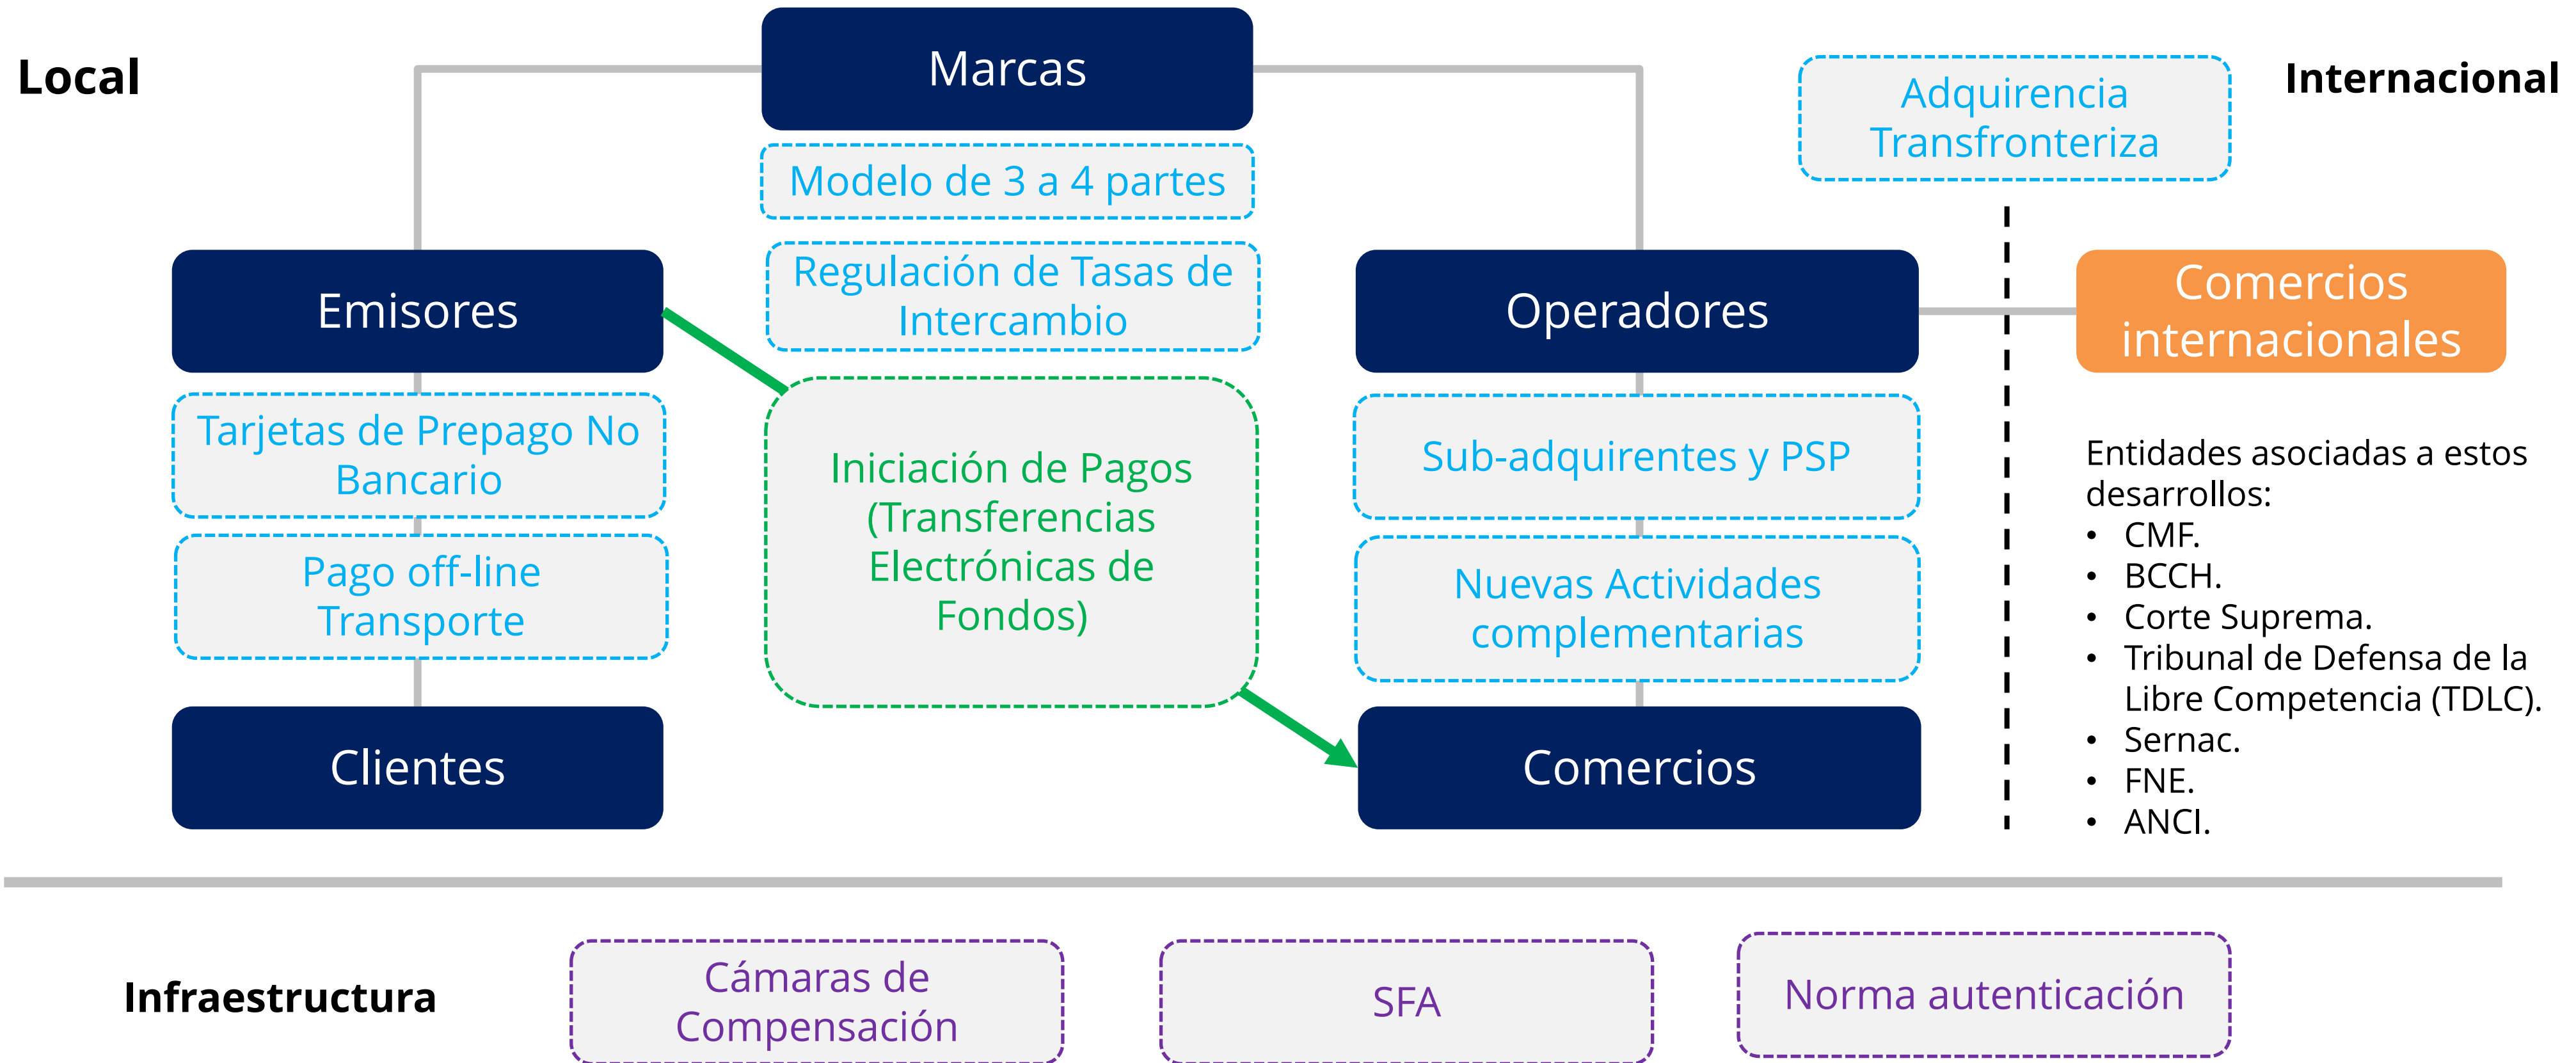 Local
Marcas
Adquirencia
Transfronteriza
Internacional
Modelo de 3 a 4 partes
Regulación de Tasas de
Intercambio
Emisores
Operadores
Comercios
internacionales
Tarjetas de Prepago No
Bancario
Pago off-line
Transporte
Iniciación de Pagos
(Transferencias
Electrónicas de
Fondos)
Sub-adquirentes y PSP
Nuevas Actividades
complementarias
Entidades asociadas a estos
desarrollos:
• CMF.
• BCCH.
• Corte Suprema.
• Tribunal de Defensa de la
Libre Competencia (TDLC).
• Sernac.
• FNE.
• ANCI.
Clientes
Comercios
Infraestructura
Cámaras de
Compensación
SFA
Norma autenticación